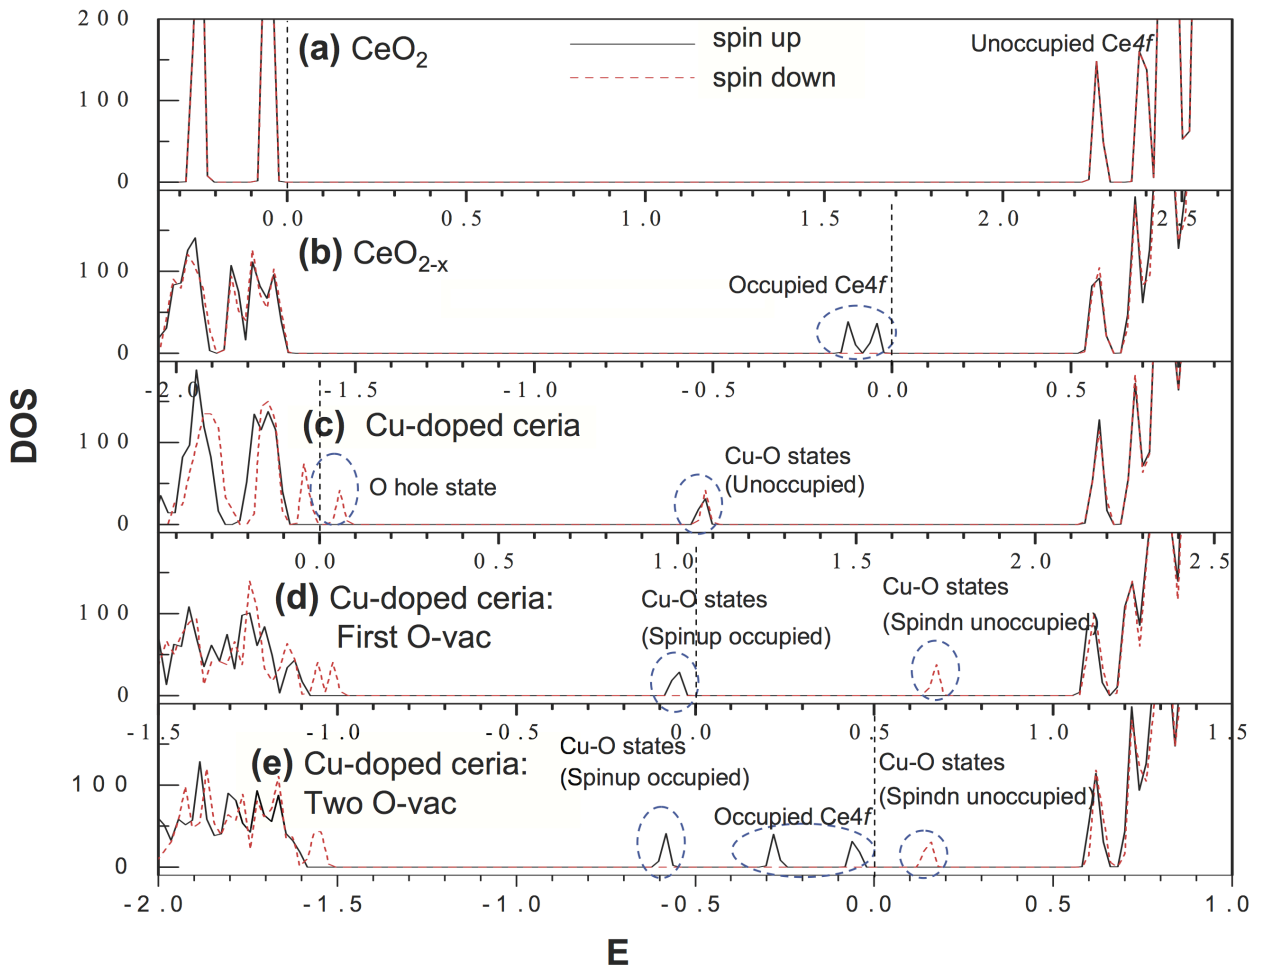 200
(a) CeO2
spin up
spin down
Unoccupied Ce4f
100
0
0.0 0.5 1.0 1.5 2.0 2.5
(b) CeO2-x
100
Occupied Ce4f
0
-2.0 -1.5 -1.0 -0.5 0.0 0.5
DOS
(c) Cu-doped ceria
100
O hole state
Cu-O states
(Unoccupied)
0
0.0 0.5 1.0 1.5 2.0 2.5
(d) Cu-doped ceria:
First O-vac
100
Cu-O states
(Spinup occupied)
Cu-O states
(Spindn unoccupied)
0
-1.5 -1.0 -0.5 0.0 0.5 1.0 1.5
(e) Cu-doped ceria:
Two O-vac
100
Cu-O states
(Spinup occupied)
Occupied Ce4f
Cu-O states
(Spindn unoccupied)
0
-2.0 -1.5 -1.0 -0.5 0.0 0.5 1.0
E